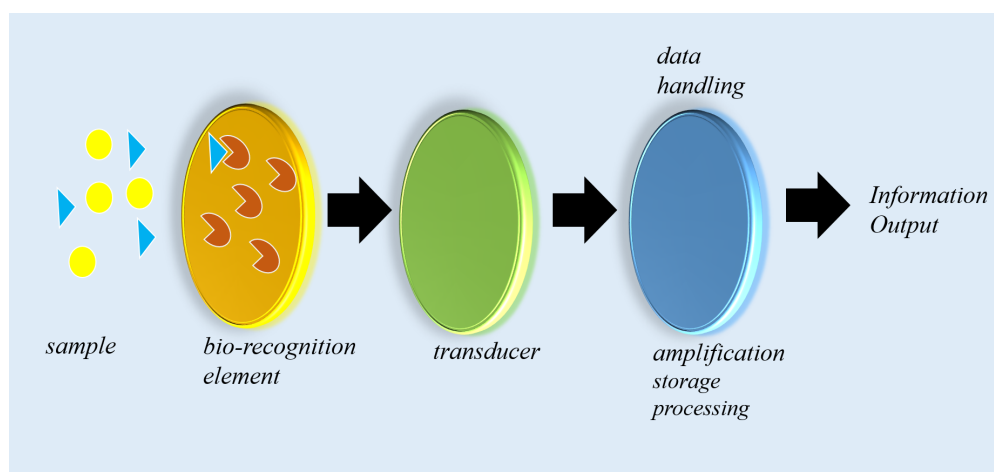 data
handling
Information
Output
sample
bio-recognition
element
transducer
amplification
storage
processing